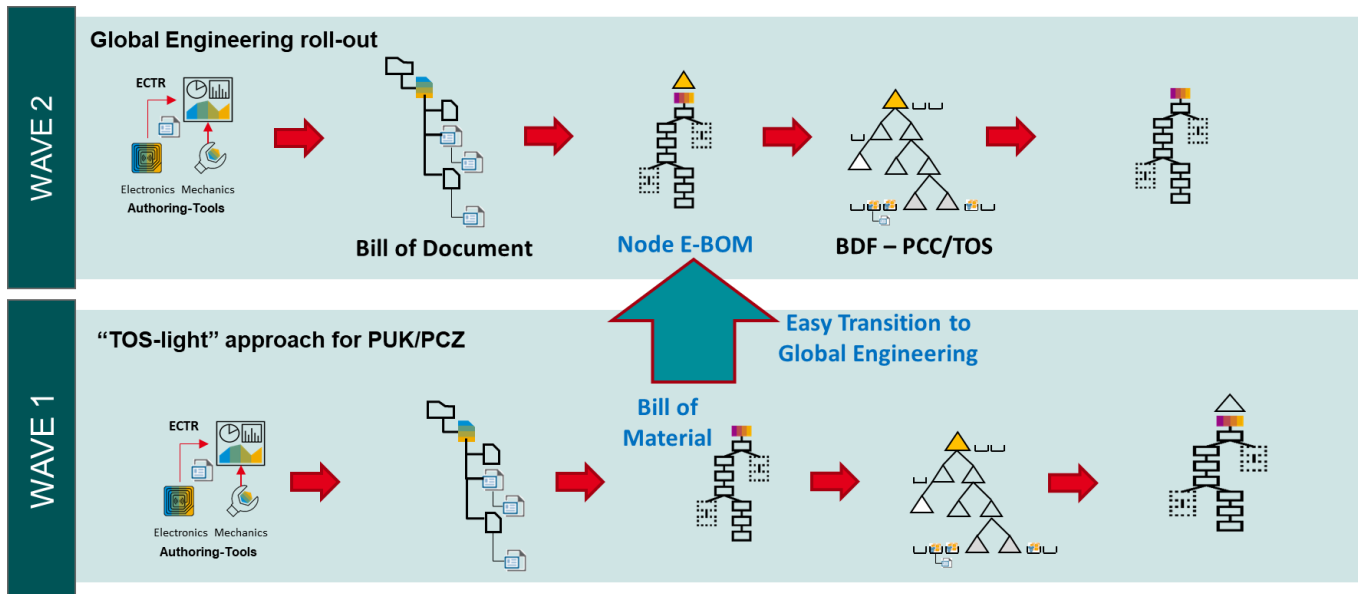 WAVE 2
Global Engineering roll-out
ECTR
Electronics Mechanics
Authoring-Tools
Bill of Document
Node E-BOM
BDF – PCC/TOS
WAVE 1
“TOS-light” approach for PUK/PCZ
Easy Transition to
Global Engineering
Bill of
Material
ECTR
Electronics Mechanics
Authoring-Tools